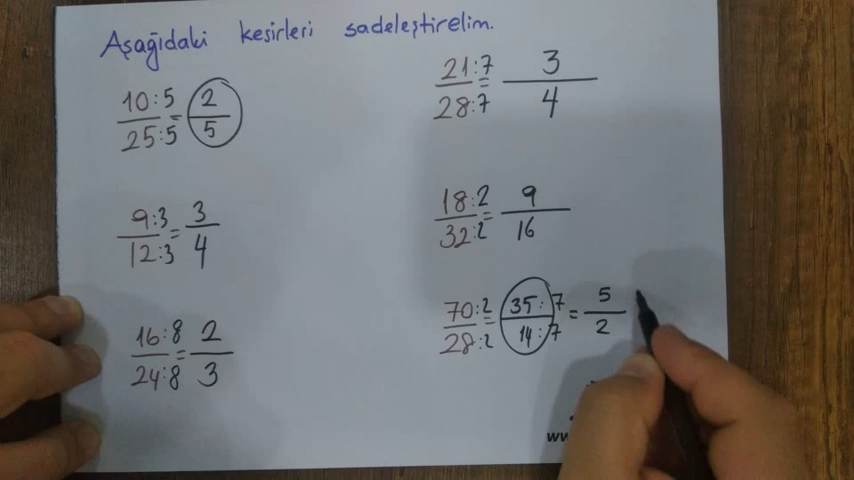 Aşağıdaki kesirleri sadeleştirelim.
10:5/25:5 = 2/5
9:3/12:3 = 3/4
16:8/24:8 = 2/3
21:7/28:7 = 3/4
18:2/32:2 = 9/16
70:2/28:2 = 35:7/14:7 = 5/2